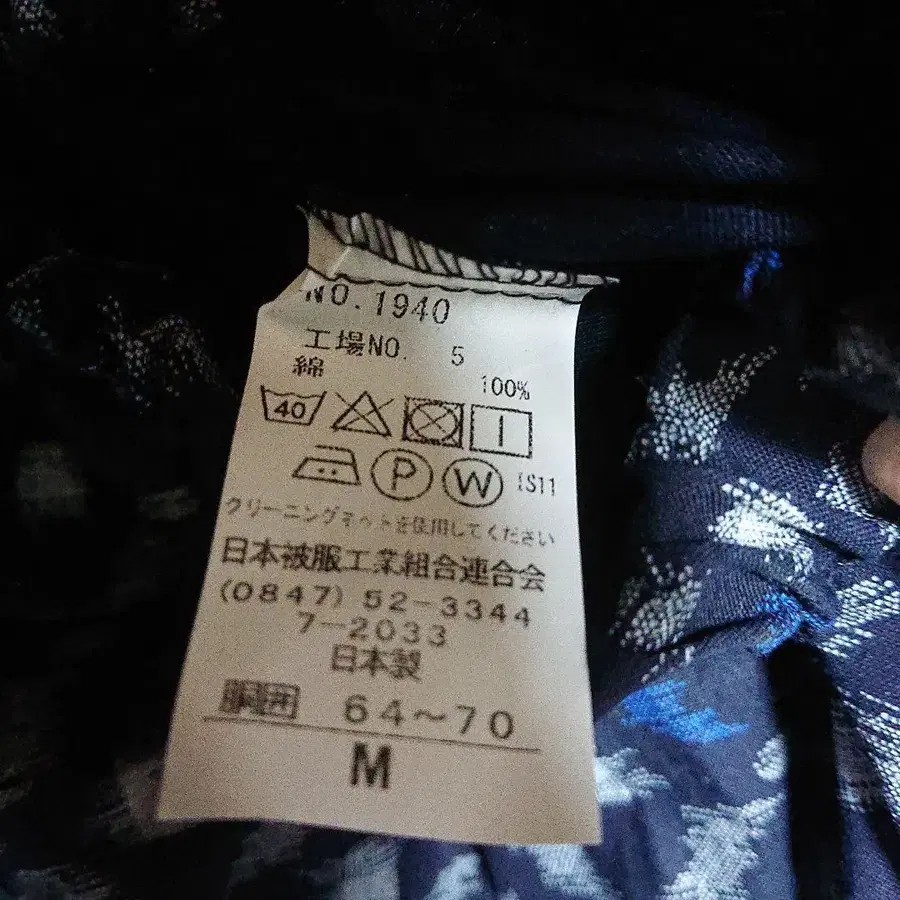 NO.1940
工場NO. 5
綿 100%
40
P W IS11
クリーニングネットを使用してください
日本被服工業組合連合会
(0847) 52-3344
7-2033
日本製
胴囲 64～70
M